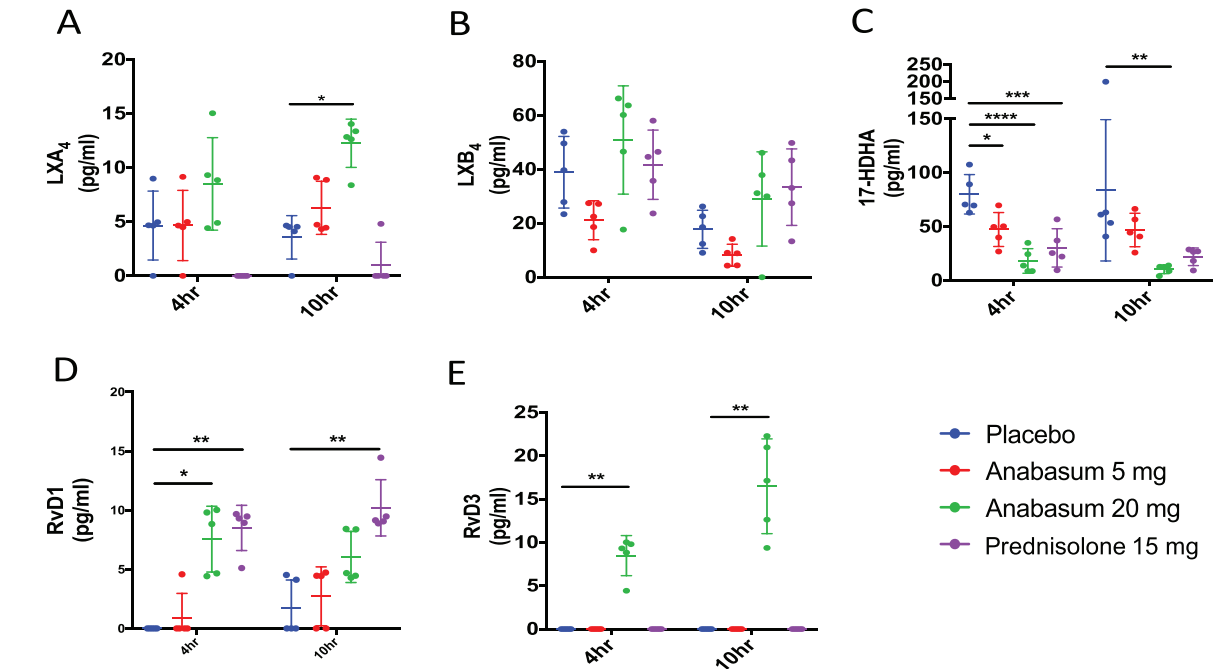 A
LXA4
(pg/ml)
20
15
10
5
0
*
4hr
10hr
B
LXB4
(pg/ml)
80
60
40
20
0
4hr
10hr
C
17-HDHA
(pg/ml)
250
200
150
150
100
50
0
***
****
*
**
4hr
10hr
D
RvD1
(pg/ml)
20
15
10
5
0
**
*
**
4hr
10hr
E
RvD3
(pg/ml)
25
20
15
10
5
0
**
**
4hr
10hr
Placebo
Anabasum 5 mg
Anabasum 20 mg
Prednisolone 15 mg